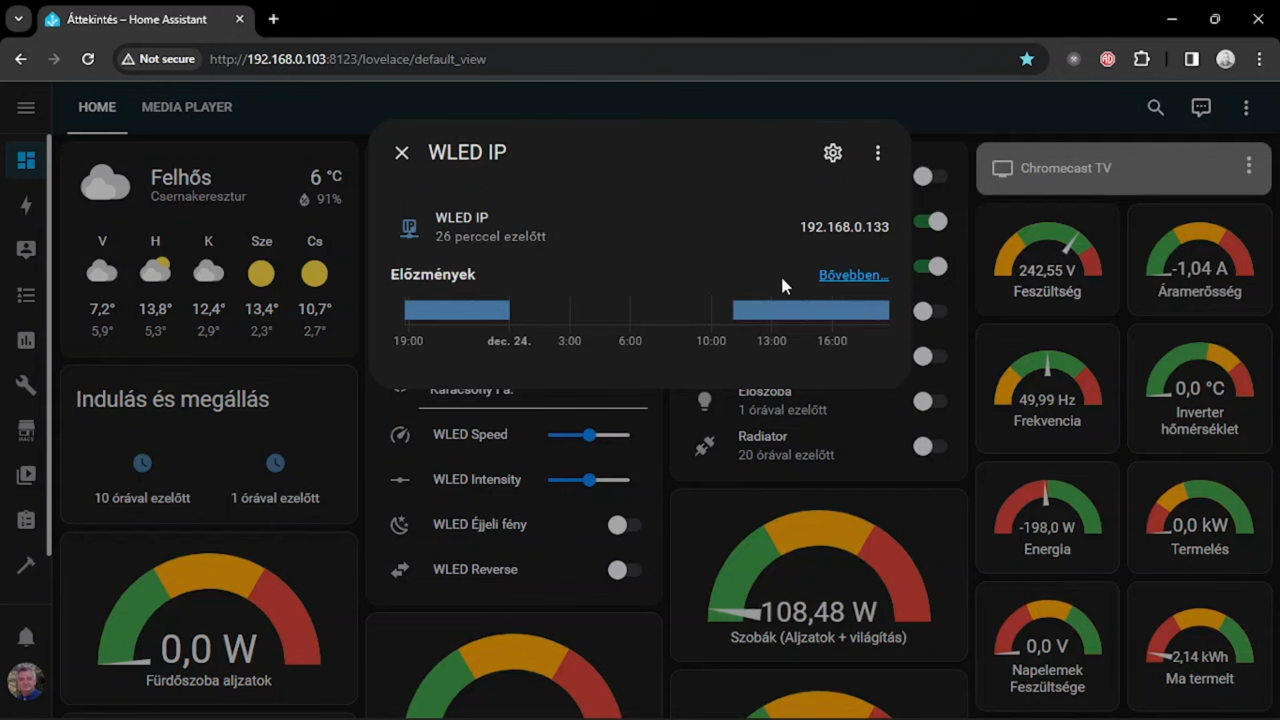 Áttekintés – Home Assistant
Not secure
http://192.168.0.103:8123/lovelace/default_view
HOME
MEDIA PLAYER
Felhős
Csernakeresztur
6 °C
91%
V
H
K
Sze
Cs
7,2°
13,8°
12,4°
13,4°
10,7°
5,9°
5,3°
2,9°
2,3°
2,7°
Indulás és megállás
10 órával ezelőtt
1 órával ezelőtt
0,0 W
Fürdőszoba aljzatok
WLED IP
IP
WLED IP
26 perccel ezelőtt
192.168.0.133
Előzmények
Bővebben...
19:00
dec. 24.
3:00
6:00
10:00
13:00
16:00
Karácsony Fa.
WLED Speed
WLED Intensity
WLED Éjjeli fény
WLED Reverse
Előszoba
1 órával ezelőtt
Radiator
20 órával ezelőtt
108,48 W
Szobák (Aljzatok + világítás)
Chromecast TV
242,55 V
Feszültség
-1,04 A
Áramerősség
49,99 Hz
Frekvencia
0,0 °C
Inverter
hőmérséklet
-198,0 W
Energia
0,0 kW
Termelés
0,0 V
Napelemek
Feszültsége
2,14 kWh
Ma termelt
HACS
AD